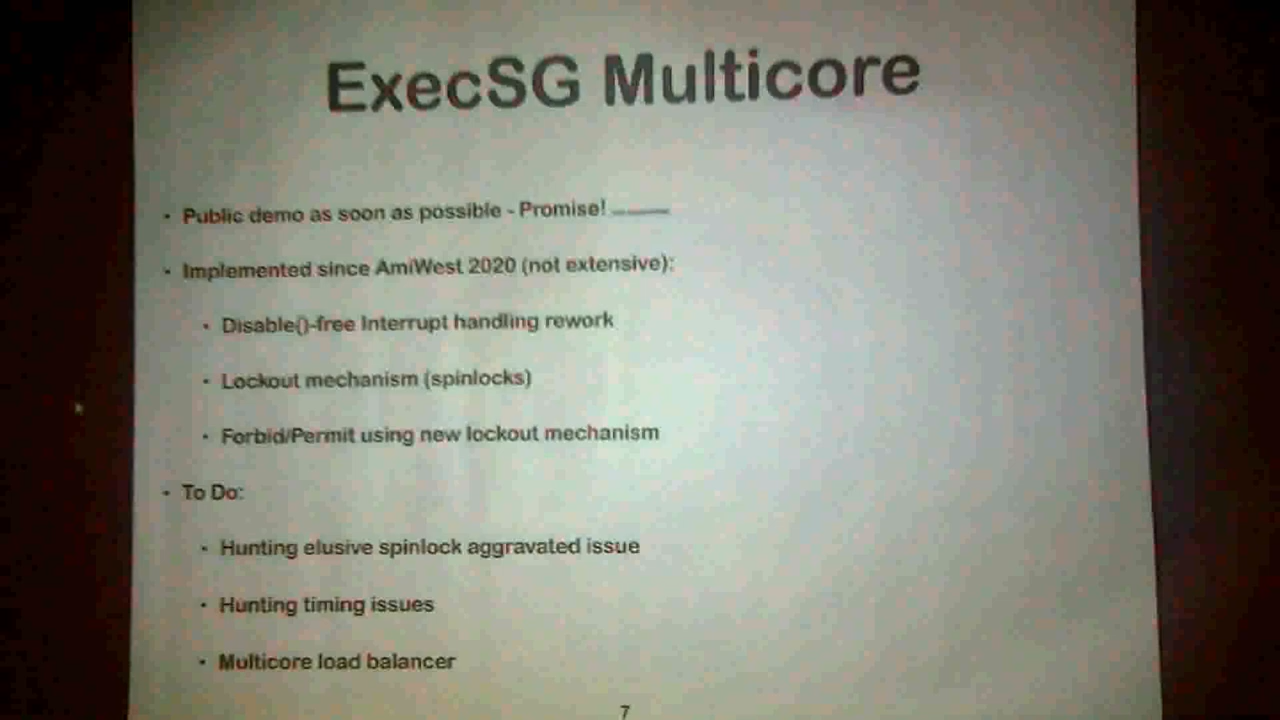 ExecSG Multicore
• Public demo as soon as possible - Promise!
• Implemented since AmiWest 2020 (not extensive):
• Disable()-free Interrupt handling rework
• Lockout mechanism (spinlocks)
• Forbid/Permit using new lockout mechanism
• To Do:
• Hunting elusive spinlock aggravated issue
• Hunting timing issues
• Multicore load balancer
7